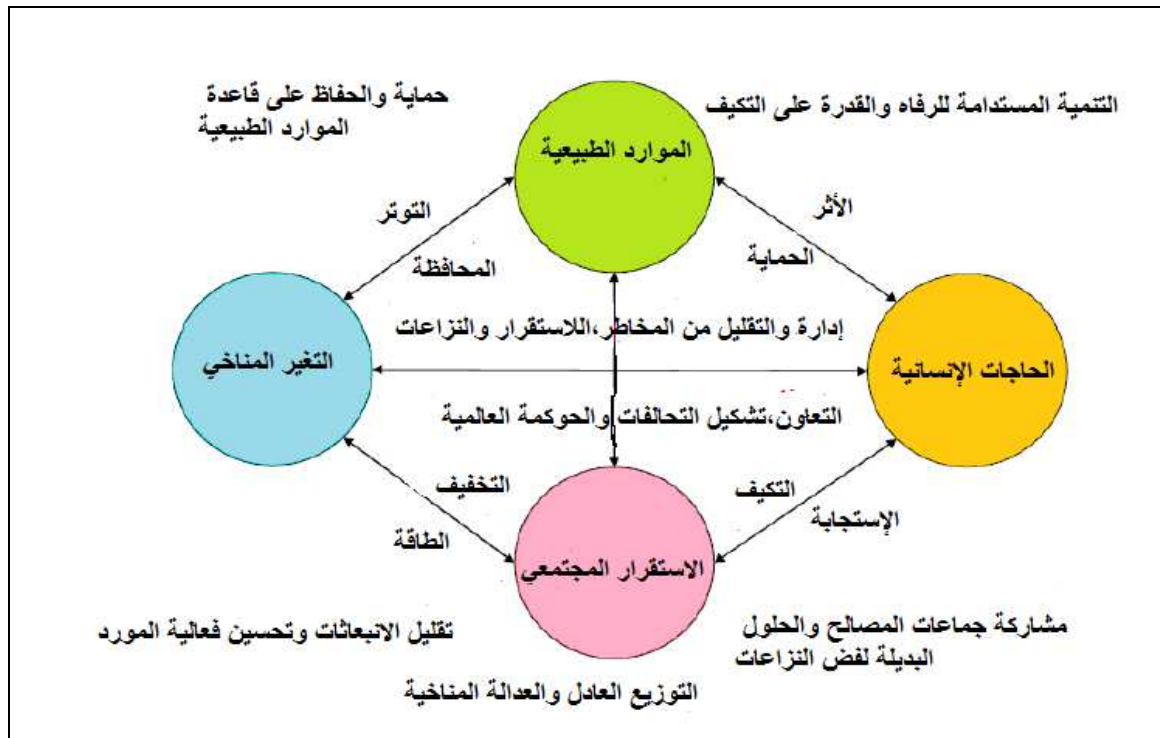 حماية والحفاظ على قاعدة
الموارد الطبيعية
التنمية المستدامة للرفاه والقدرة على التكيف
الموارد الطبيعية
التوتر
المحافظة
الأثر
الحماية
إدارة والتقليل من المخاطر،اللاستقرار والنزاعات
التغير المناخي
الحاجات الإنسانية
التعاون،تشكيل التحالفات والحوكمة العالمية
التخفيف
الطاقة
التكيف
الإستجابة
الاستقرار المجتمعي
تقليل الانبعاثات وتحسين فعالية المورد
مشاركة جماعات المصالح والحلول
البديلة لفض النزاعات
التوزيع العادل والعدالة المناخية